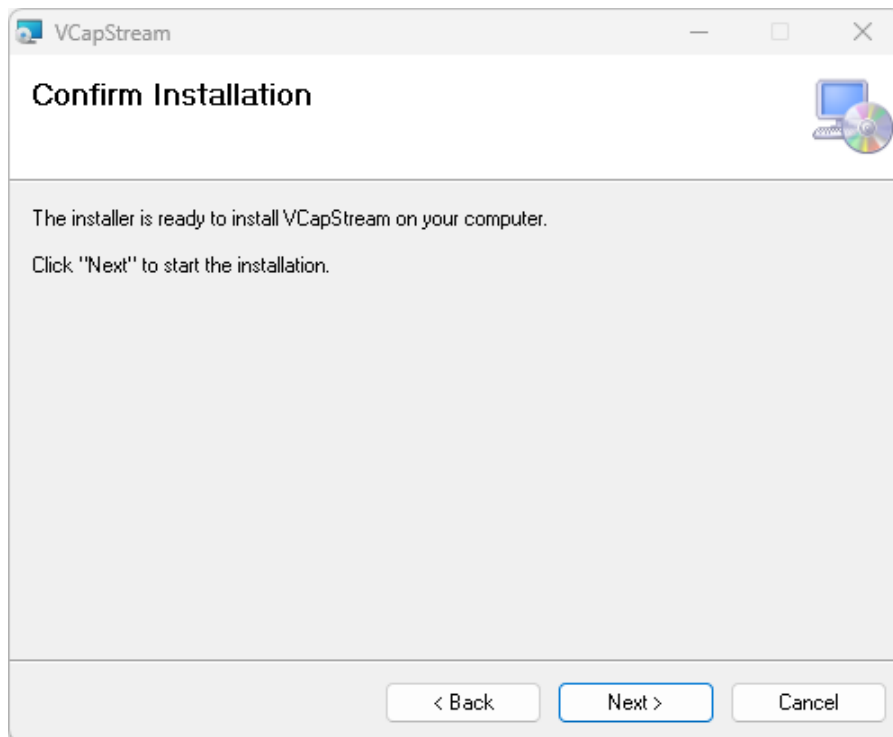 VCapStream
Confirm Installation
The installer is ready to install VCapStream on your computer.
Click "Next" to start the installation.
< Back
Next >
Cancel